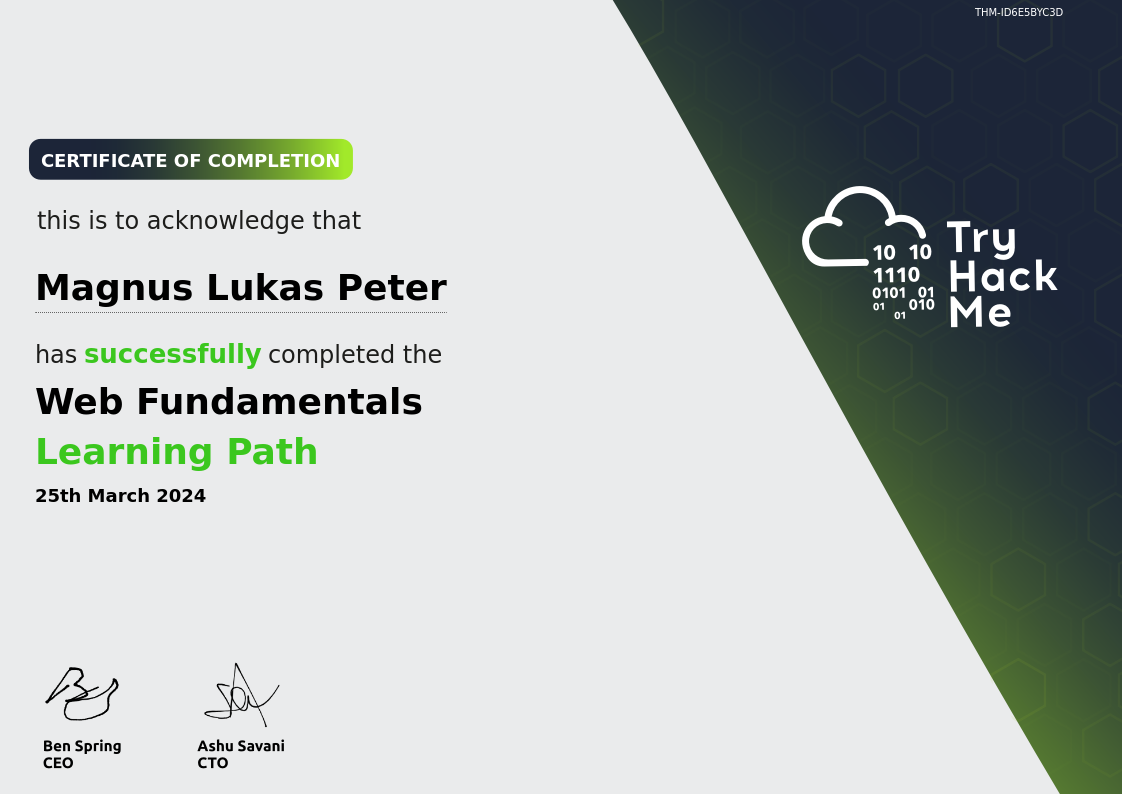 THM-ID6E5BYC3D
CERTIFICATE OF COMPLETION
this is to acknowledge that
Magnus Lukas Peter
has successfully completed the
Web Fundamentals
Learning Path
25th March 2024
10 10
1110
0101 01
01 010
01
Try
Hack
Me
Ben Spring
CEO
Ashu Savani
CTO